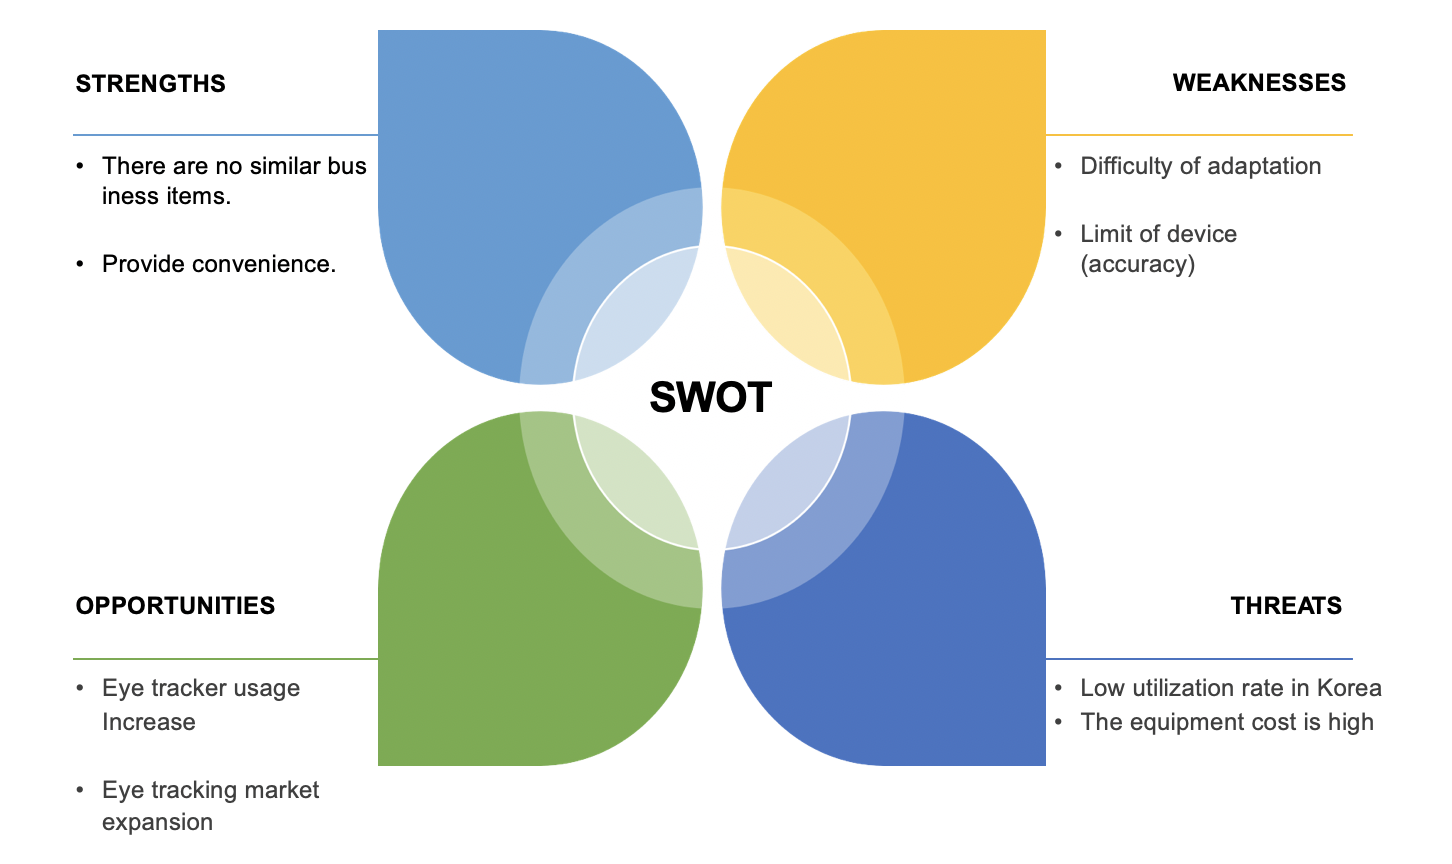 STRENGTHS
• There are no similar bus
iness items.
• Provide convenience.
WEAKNESSES
• Difficulty of adaptation
• Limit of device
(accuracy)
SWOT
OPPORTUNITIES
• Eye tracker usage
Increase
• Eye tracking market
expansion
THREATS
• Low utilization rate in Korea
• The equipment cost is high